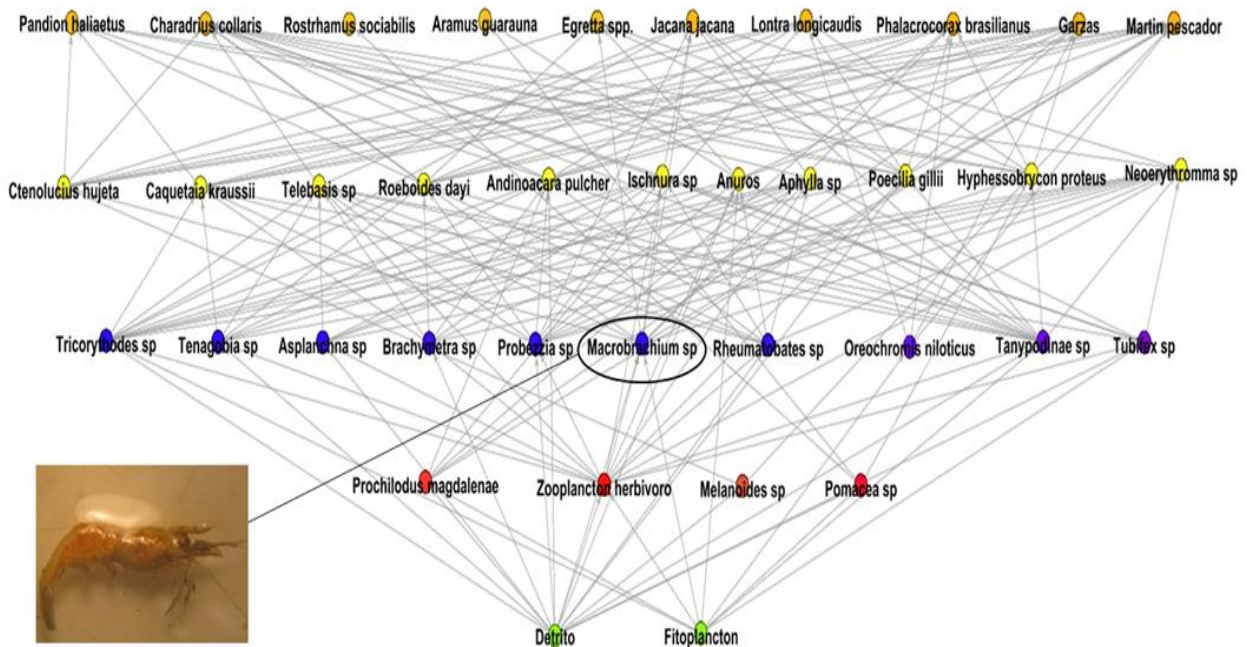 Pandion haliaetus Charadrius collaris Rostrhamus sociabilis Aramus guarauna Egretta spp. Jacana jacana Lontra longicaudis Phalacrocorax brasilianus Garzas Martin pescador
Ctenolucius hujeta Caquetaia kraussii Telebasis sp Roeboides dayi Andinoacara pulcher Ischnura sp Anuros Aphylla sp Poecilia gillii Hyphessobrycon proteus Neoerythromma sp
Tricorythodes sp Tenagobia sp Asplanchna sp Brachymetra sp Probezzia sp Macrobrachium sp Rheumatobates sp Oreochromis niloticus Tanypodinae sp Tubifex sp
Prochilodus magdalenae Zooplancton herbivoro Melanoides sp Pomacea sp
Detrito Fitoplancton